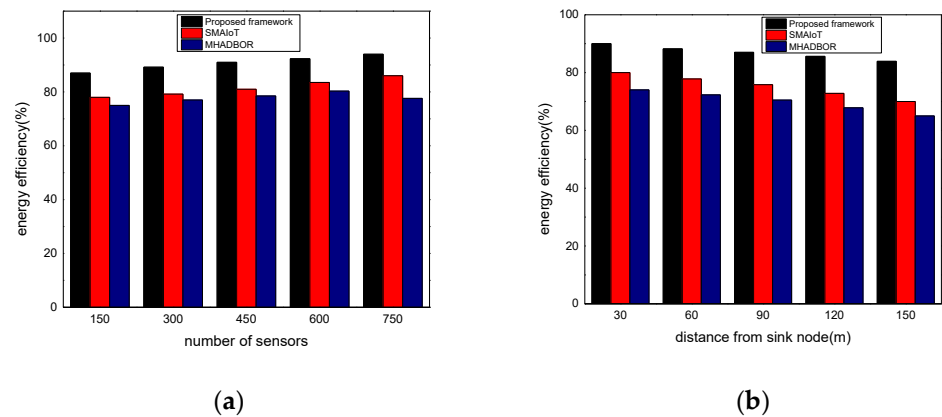 Proposed framework
SMAIoT
MHADBOR
100
80
60
40
20
0
energy efficiency(%)
150 300 450 600 750
number of sensors
(a)
Proposed framework
SMAIoT
MHADBOR
100
80
60
40
20
0
energy efficiency(%)
30 60 90 120 150
distance from sink node(m)
(b)